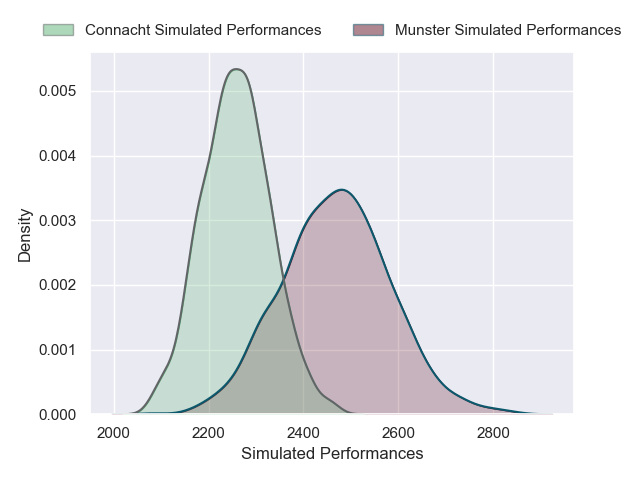 Connacht Simulated Performances Munster Simulated Performances
0.005
0.004
0.003
0.002
0.001
0.000
Density
2000 2200 2400 2600 2800
Simulated Performances